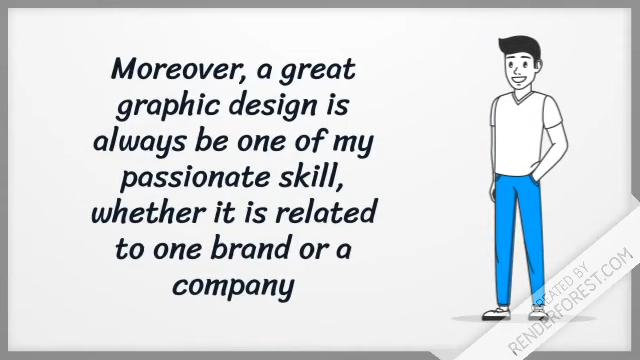 Moreover, a great
graphic design is
always be one of my
passionate skill,
whether it is related
to one brand or a
company
CREATED BY
RENDERFOREST.COM